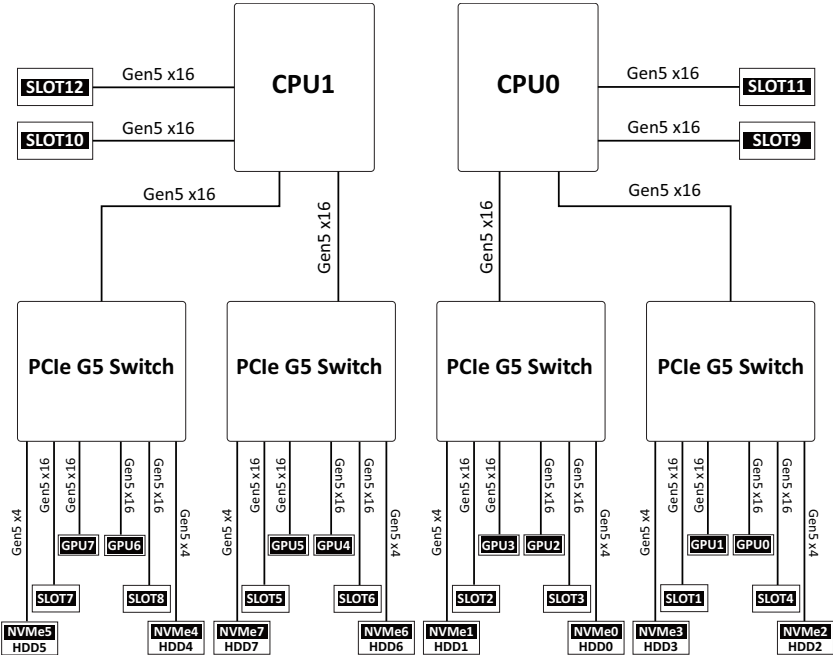 CPU1
CPU0
Gen5 x16
SLOT12
Gen5 x16
SLOT11
Gen5 x16
SLOT10
Gen5 x16
SLOT9
Gen5 x16
Gen5 x16
Gen5 x16
Gen5 x16
PCIe G5 Switch
PCIe G5 Switch
PCIe G5 Switch
PCIe G5 Switch
Gen5 x4
Gen5 x16
Gen5 x16
Gen5 x16
Gen5 x16
Gen5 x4
Gen5 x4
Gen5 x16
Gen5 x16
Gen5 x16
Gen5 x16
Gen5 x4
Gen5 x4
Gen5 x16
Gen5 x16
Gen5 x16
Gen5 x16
Gen5 x4
Gen5 x4
Gen5 x16
Gen5 x16
Gen5 x16
Gen5 x16
Gen5 x4
GPU7
GPU6
GPU5
GPU4
GPU3
GPU2
GPU1
GPU0
SLOT7
SLOT8
SLOT5
SLOT6
SLOT2
SLOT3
SLOT1
SLOT4
NVMe5
HDD5
NVMe4
HDD4
NVMe7
HDD7
NVMe6
HDD6
NVMe1
HDD1
NVMe0
HDD0
NVMe3
HDD3
NVMe2
HDD2